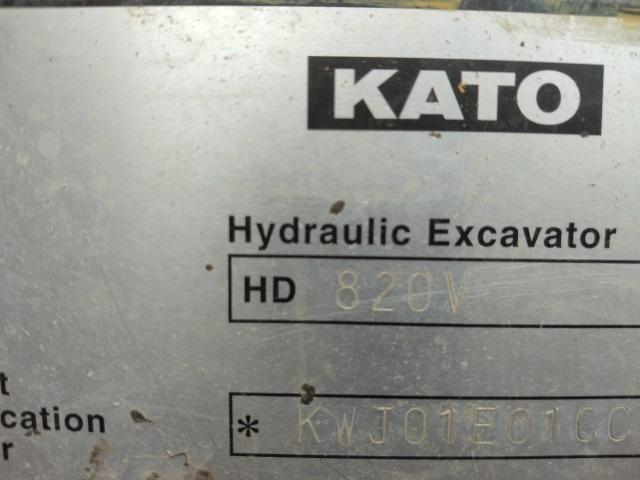 KATO
Hydraulic Excavator
HD 820V
t
cation
r
* KWJ01E01CC